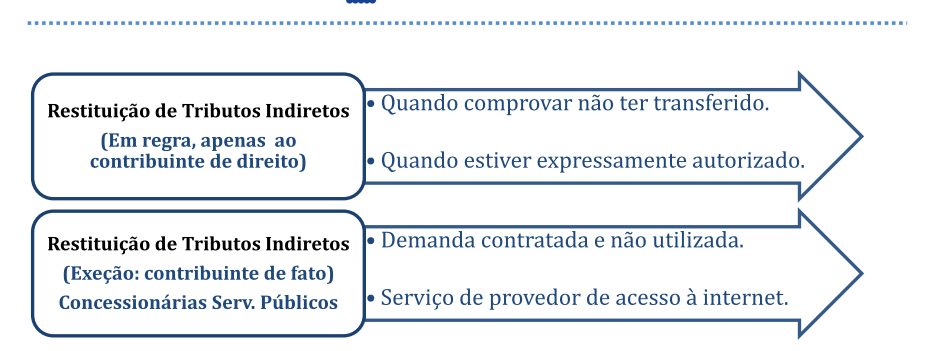 Restituição de Tributos Indiretos
(Em regra, apenas ao
contribuinte de direito)
• Quando comprovar não ter transferido.
• Quando estiver expressamente autorizado.
Restituição de Tributos Indiretos
(Exeção: contribuinte de fato)
Concessionárias Serv. Públicos
• Demanda contratada e não utilizada.
• Serviço de provedor de acesso à internet.